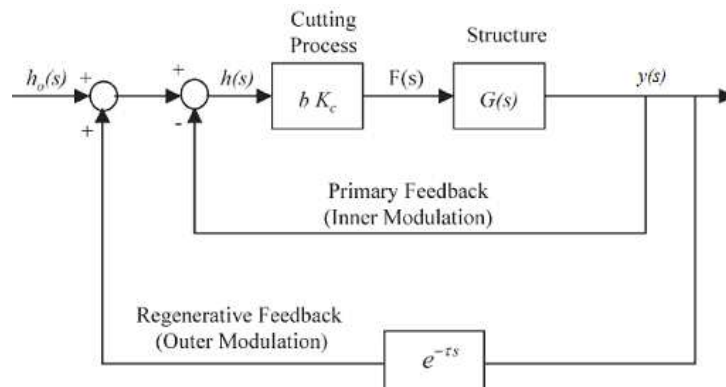 Cutting
Process
Structure
h_o(s)
+
+
h(s)
b K_c
F(s)
G(s)
y(s)
+
-
Primary Feedback
(Inner Modulation)
Regenerative Feedback
(Outer Modulation)
e^{-τs}